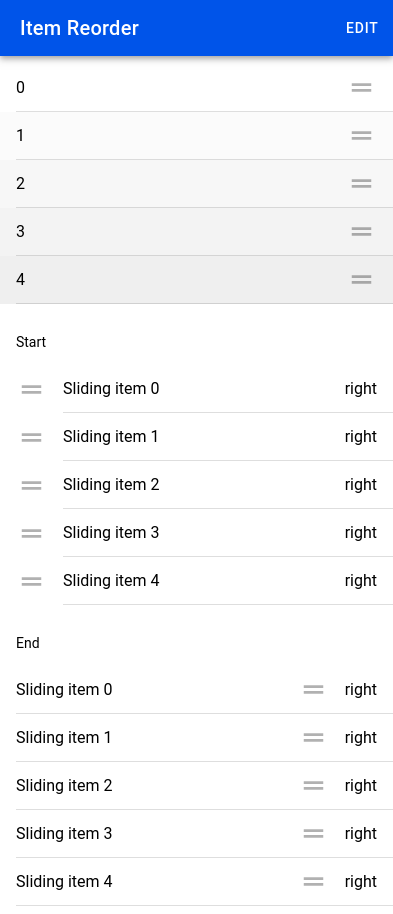 Item Reorder EDIT
0
1
2
3
4
Start
Sliding item 0 right
Sliding item 1 right
Sliding item 2 right
Sliding item 3 right
Sliding item 4 right
End
Sliding item 0 right
Sliding item 1 right
Sliding item 2 right
Sliding item 3 right
Sliding item 4 right